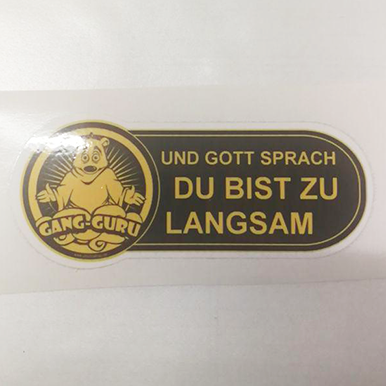 UND GOTT SPRACH
DU BIST ZU
LANGSAM
GANG-GURU